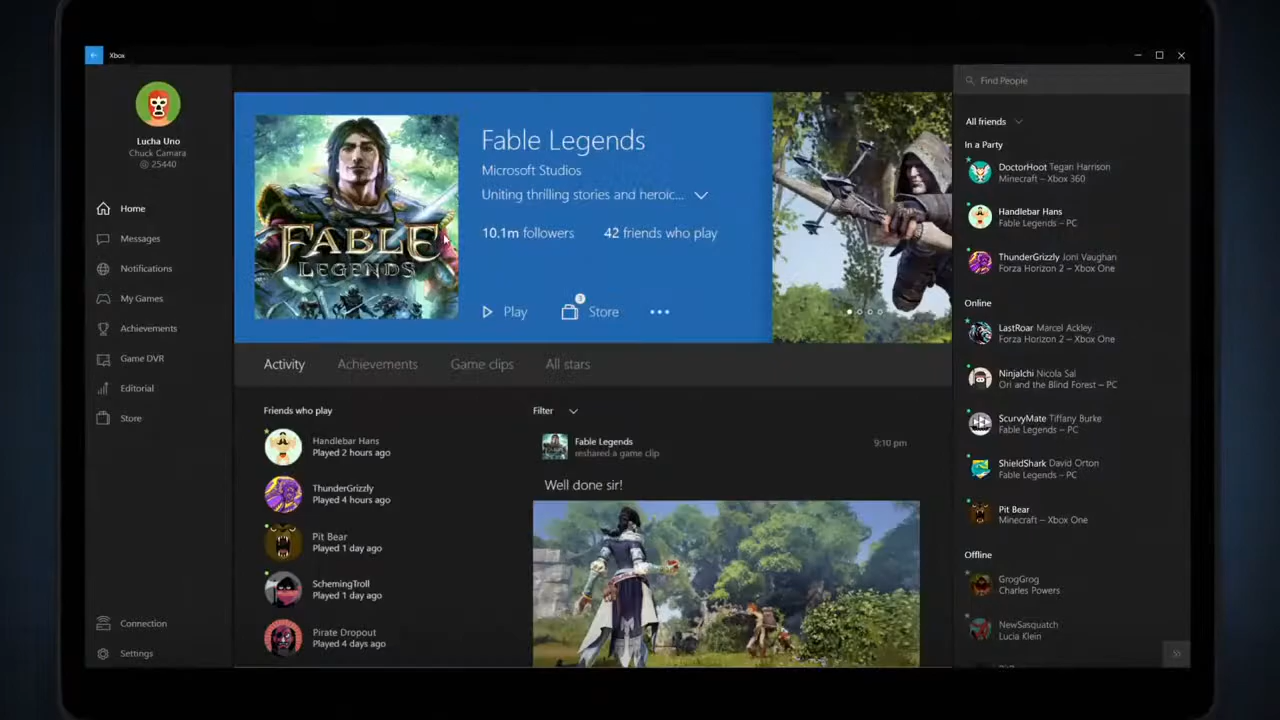 Xbox
Lucha Uno
Chuck Camara
@ 25440
Home
Messages
Notifications
My Games
Achievements
Game DVR
Editorial
Store
Connection
Settings
FABLE
LEGENDS
Fable Legends
Microsoft Studios
Uniting thrilling stories and heroic...
10.1m followers 42 friends who play
Play 3 Store
Activity Achievements Game clips All stars
Friends who play
Handlebar Hans
Played 2 hours ago
ThunderGrizzly
Played 4 hours ago
Pit Bear
Played 1 day ago
SchemingTroll
Played 1 day ago
Pirate Dropout
Played 4 days ago
Filter
Fable Legends
reshared a game clip
9:10 pm
Well done sir!
Find People
All friends
In a Party
DoctorHoot Tegan Harrison
Minecraft – Xbox 360
Handlebar Hans
Fable Legends – PC
ThunderGrizzly Joni Vaughan
Forza Horizon 2 – Xbox One
Online
LastRoar Marcel Ackley
Forza Horizon 2 – Xbox One
NinjaIchi Nicola Sal
Ori and the Blind Forest – PC
ScurvyMate Tiffany Burke
Fable Legends – PC
ShieldShark David Orton
Fable Legends – PC
Pit Bear
Minecraft – Xbox One
Offline
GrogGrog
Charles Powers
NewSasquatch
Lucia Klein